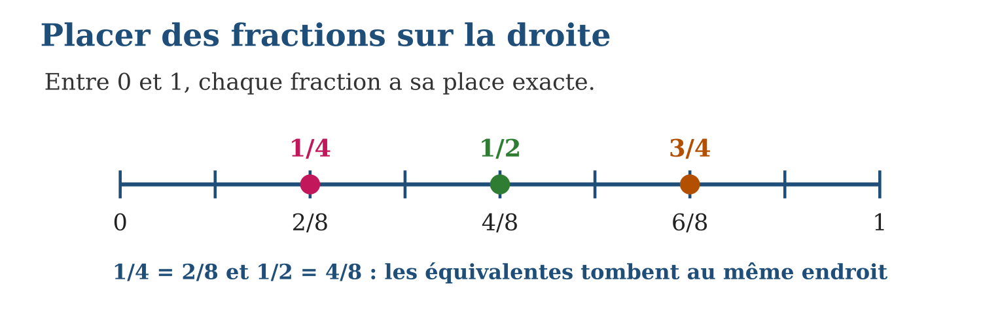 Placer des fractions sur la droite
Entre 0 et 1, chaque fraction a sa place exacte.
1/4 1/2 3/4
0 2/8 4/8 6/8 1
1/4 = 2/8 et 1/2 = 4/8 : les équivalentes tombent au même endroit